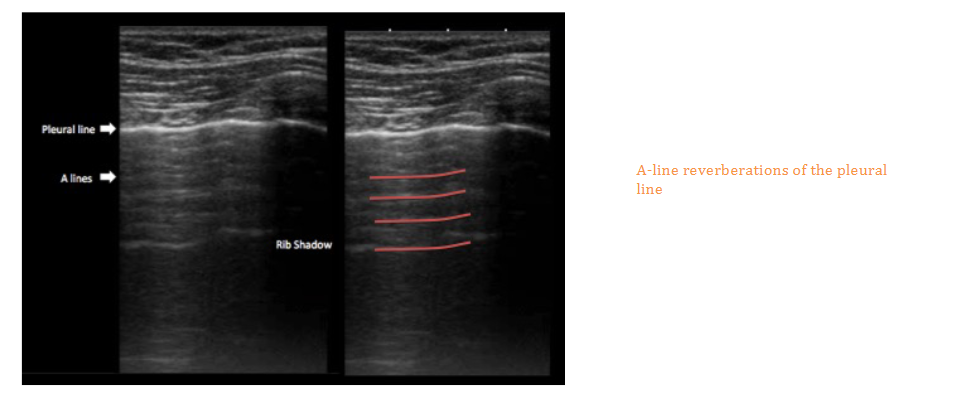 Pleural line
A lines
Rib Shadow
A-line reverberations of the pleural
line